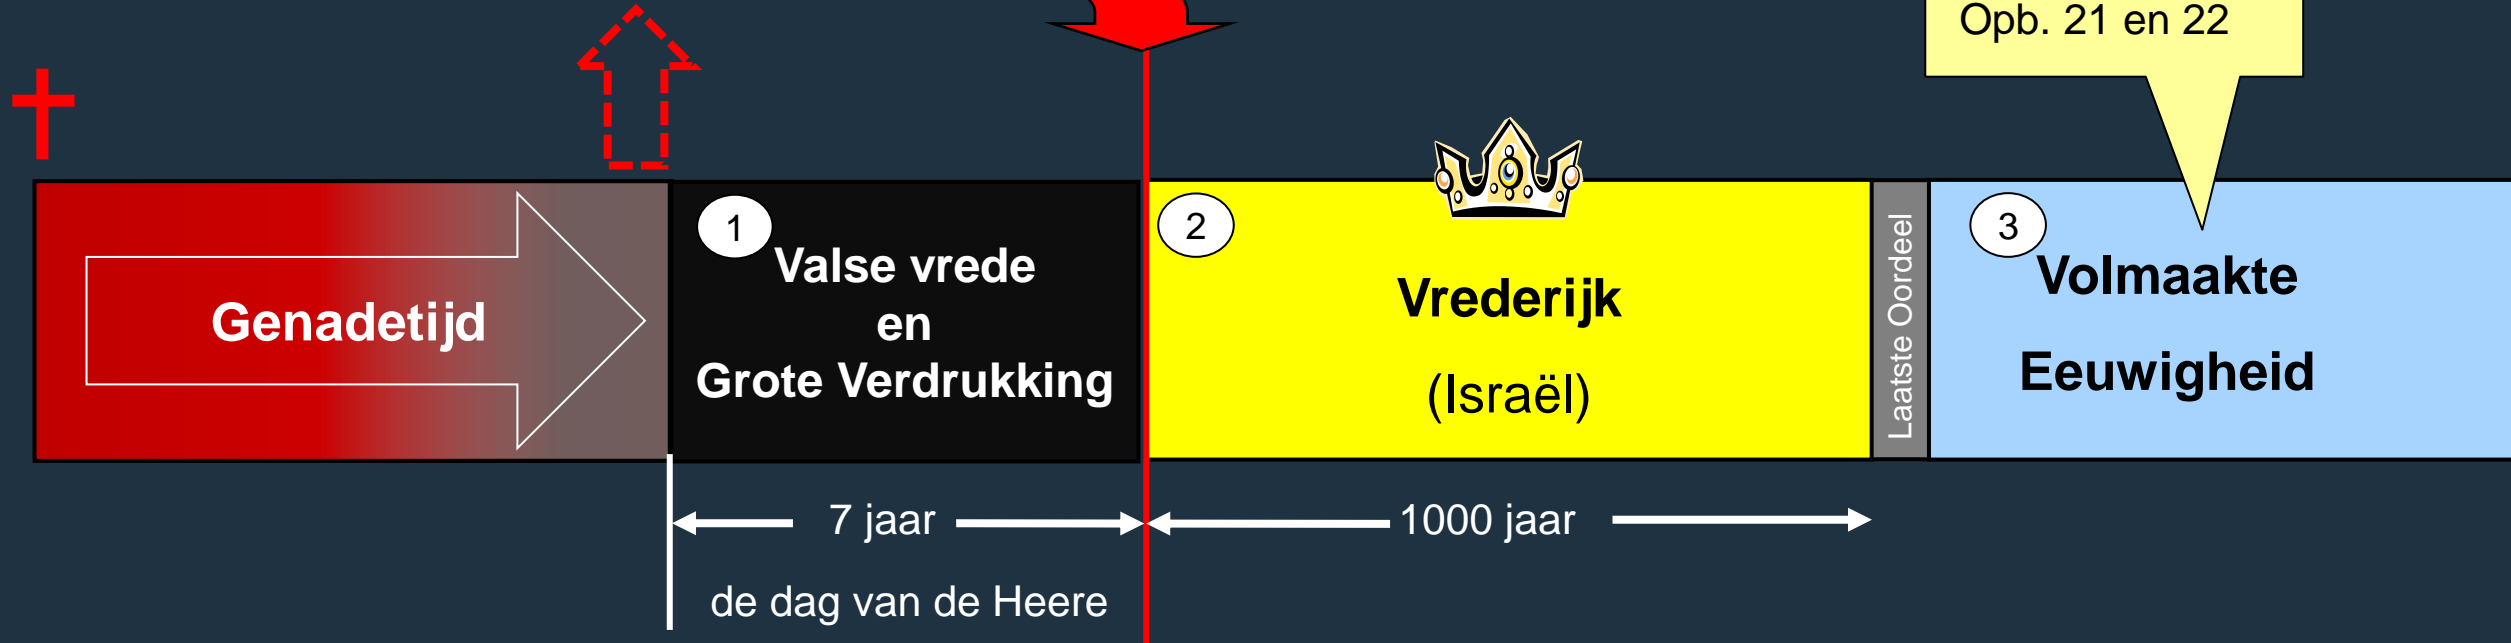 Opb. 21 en 22
Genadetijd
1
Valse vrede
en
Grote Verdrukking
2
Vrederijk
(Israël)
Laatste Oordeel
3
Volmaakte
Eeuwigheid
7 jaar
1000 jaar
de dag van de Heere